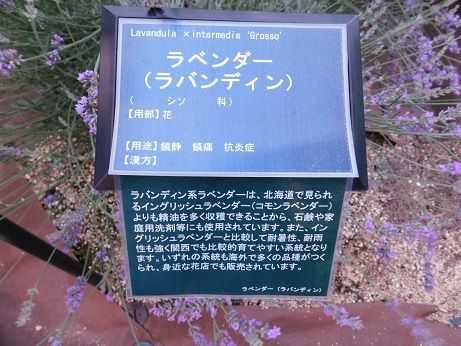 Lavandula ×intermedia 'Grosso'
ラベンダー
（ラバンディン）
（ シソ 科）
【用部】花
【用途】鎮静 鎮痛 抗炎症
【漢方】
ラバンディン系ラベンダーは、北海道で見られ
るイングリッシュラベンダー（コモンラベンダー）
よりも精油を多く収穫できることから、石鹸や家
庭用洗剤等にも使用されています。また、イン
グリッシュラベンダーと比較して耐暑性、耐雨
性も強く関西でも比較的育てやすい系統となり
ます。いずれの系統も海外で多くの品種がつく
られ、身近な花店でも販売されています。
ラベンダー（ラバンディン）